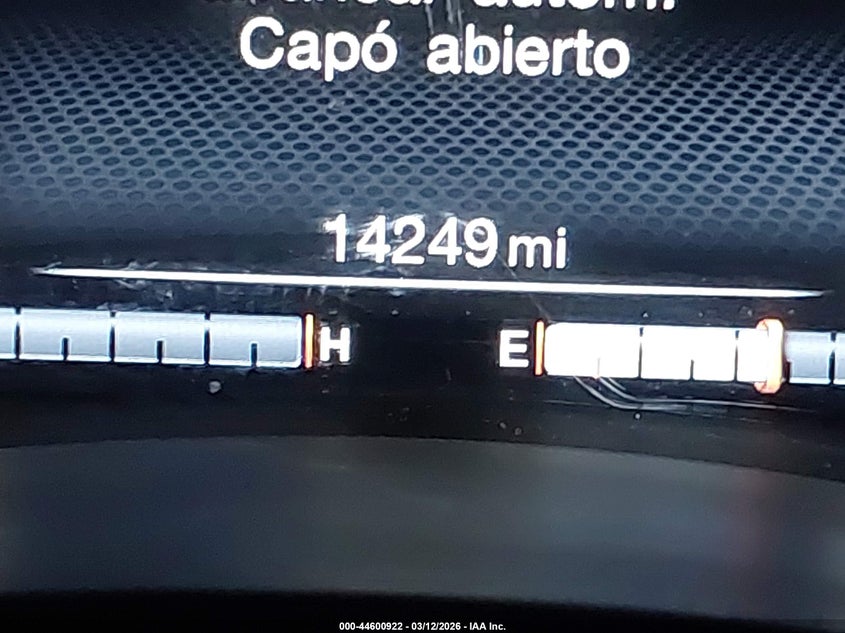 Capó abierto
14249 mi
H E
000-44600922 - 03/12/2026 - IAA Inc.